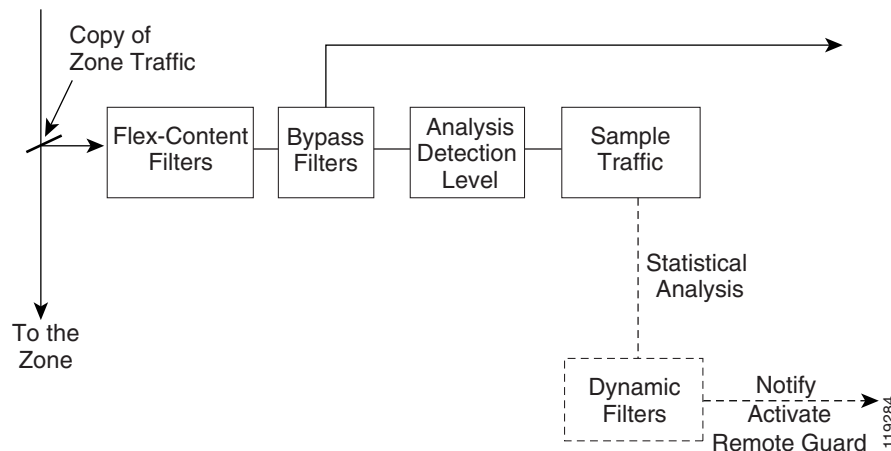 Copy of
Zone Traffic
Flex-Content
Filters
Bypass
Filters
Analysis
Detection
Level
Sample
Traffic
Statistical
Analysis
To the
Zone
Dynamic
Filters
Notify
Activate
Remote Guard
119284